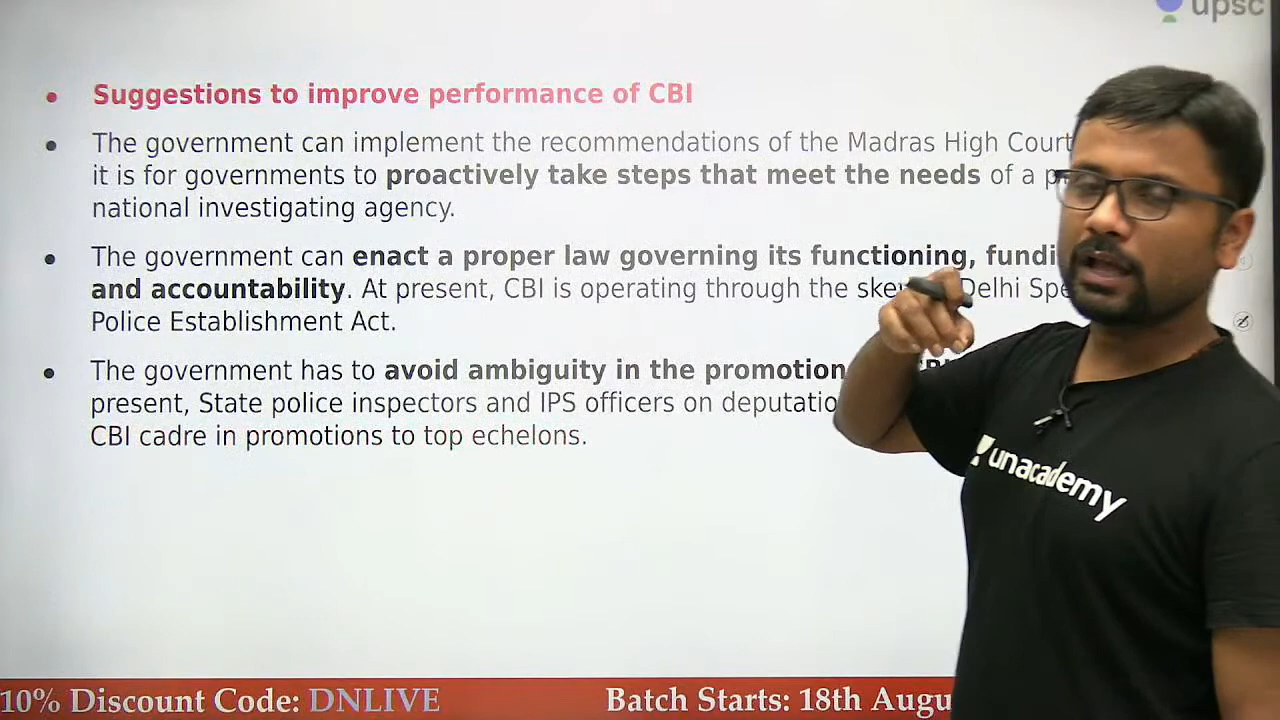 upsc
Suggestions to improve performance of CBI
The government can implement the recommendations of the Madras High Court
it is for governments to proactively take steps that meet the needs of a
national investigating agency.
The government can enact a proper law governing its functioning,
and accountability. At present, CBI is operating through the Delhi
Police Establishment Act.
The government has to avoid ambiguity in the promotion
present, State police inspectors and IPS officers on
CBI cadre in promotions to top echelons.
unacademy
10% Discount Code: DNLIVE
Batch Starts: 18th